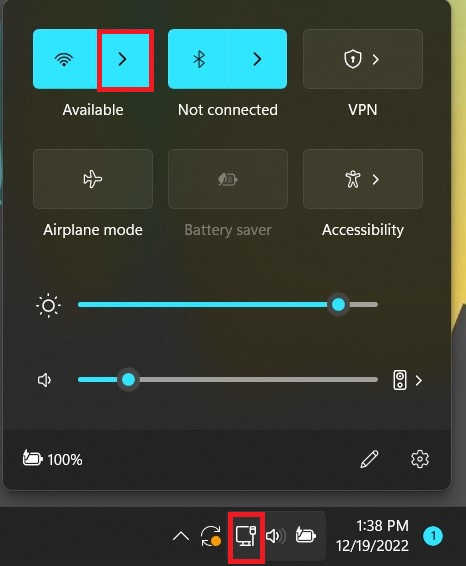 Available
Not connected
VPN
Airplane mode
Battery saver
Accessibility
100%
1:38 PM
12/19/2022
1